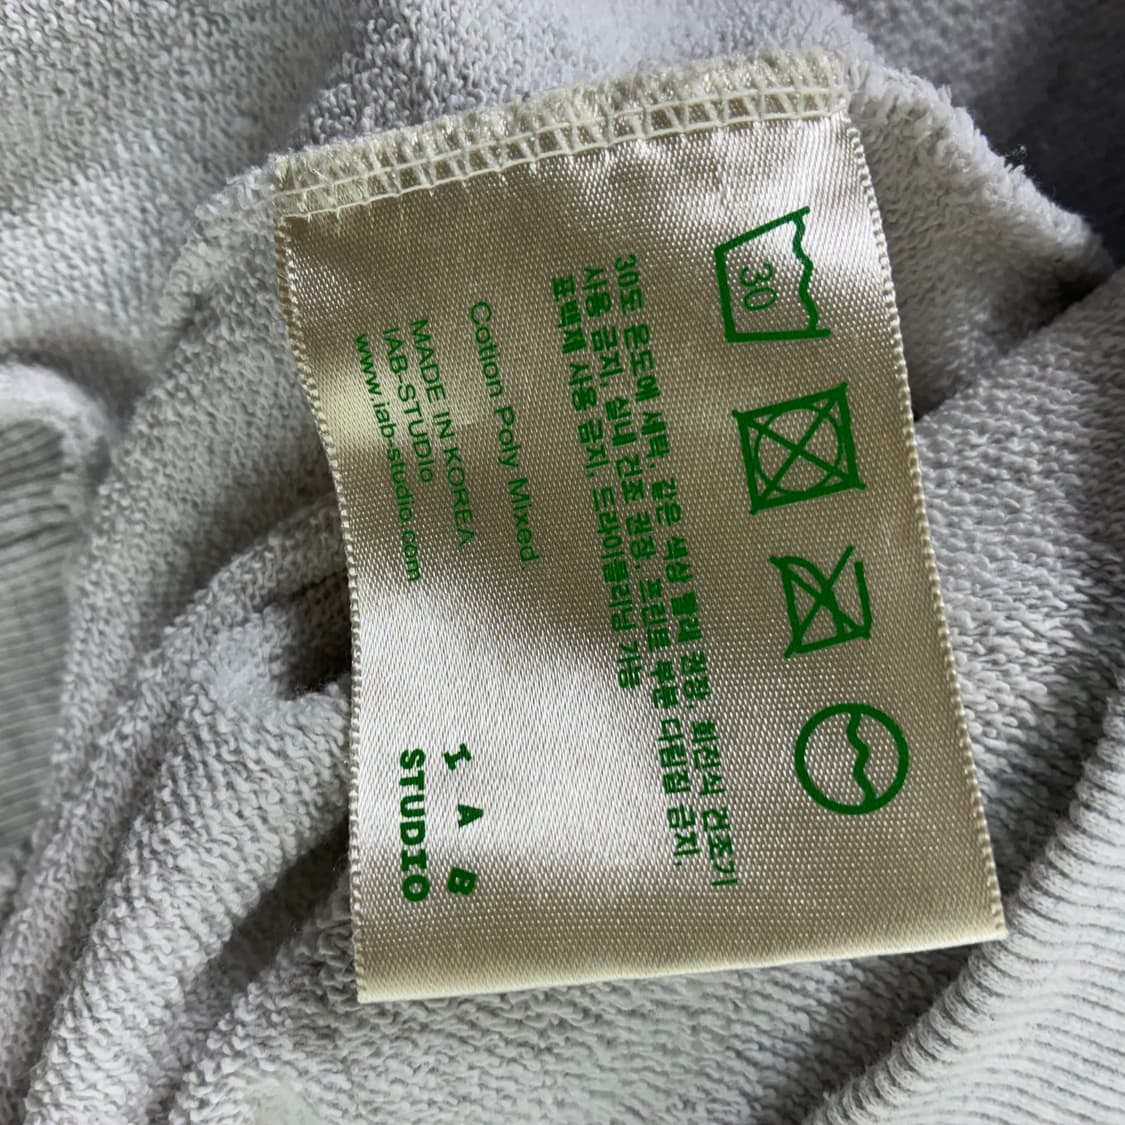 30
30도 온도에 세탁. 같은 색상 빨래 권장. 회전식 건조기
사용 금지. 실내 건조 권장. 프린트 부분 다림질 금지.
표백제 사용 금지. 드라이클리닝 가능
Cotton Poly Mixed
MADE IN KOREA
IAB-STUDIO
www.iab-studio.com
I A B
STUDIO